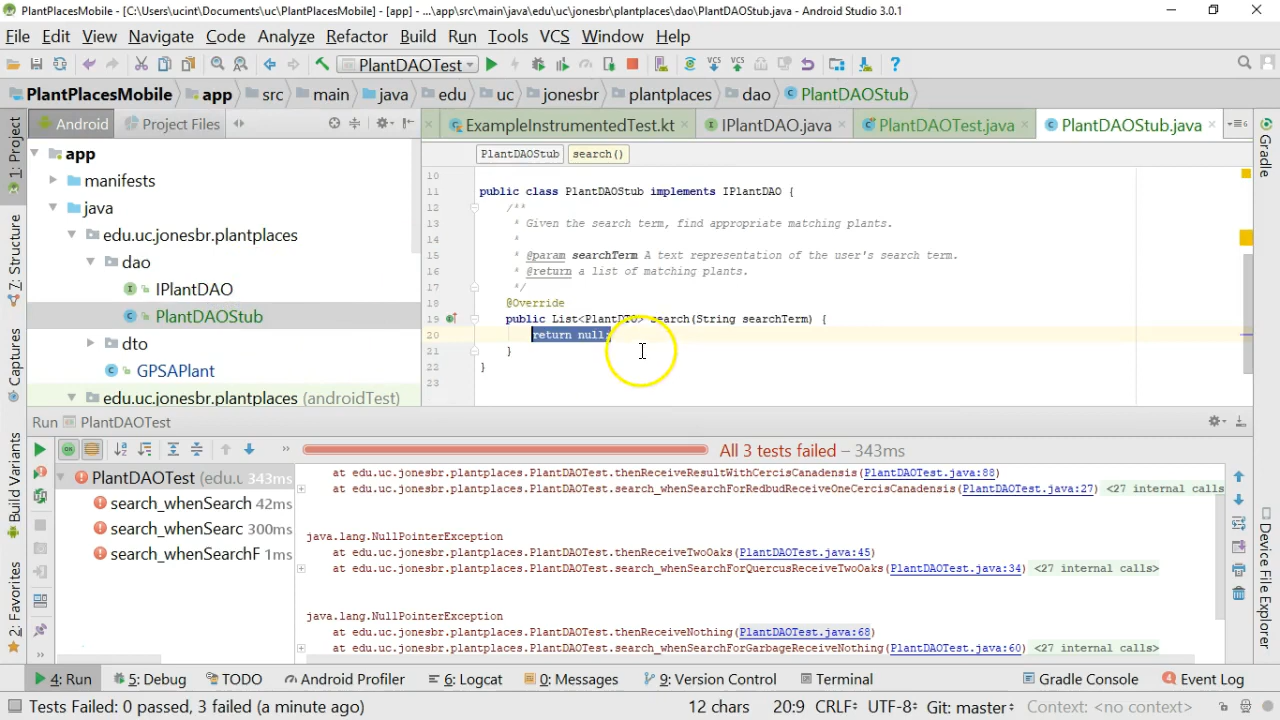 PlantPlacesMobile - [C:\Users\ucint\Documents\uc\PlantPlacesMobile] - [app] - ...\app\src\main\java\edu\uc\jonesbr\plantplaces\dao\PlantDAOStub.java - Android Studio 3.0.1
File Edit View Navigate Code Analyze Refactor Build Run Tools VCS Window Help
PlantDAOTest
PlantPlacesMobile app src main java edu uc jonesbr plantplaces dao PlantDAOStub
Android Project Files
ExampleInstrumentedTest.kt IPlantDAO.java PlantDAOTest.java PlantDAOStub.java
PlantDAOStub search()
1: Project
7: Structure
Captures
Build Variants
2: Favorites
app
manifests
java
edu.uc.jonesbr.plantplaces
dao
IPlantDAO
PlantDAOStub
dto
GPSAPlant
edu.uc.jonesbr.plantplaces (androidTest)
10
11 public class PlantDAOStub implements IPlantDAO {
12 /**
13 * Given the search term, find appropriate matching plants.
14 *
15 * @param searchTerm A text representation of the user's search term.
16 * @return a list of matching plants.
17 */
18 @Override
19 public List<PlantDTO> search(String searchTerm) {
20 return null;
21 }
22 }
23
Gradle
Device File Explorer
Run PlantDAOTest
All 3 tests failed – 343ms
PlantDAOTest (edu.u 343ms
search_whenSearch 42ms
search_whenSearc 300ms
search_whenSearchF 1ms
at edu.uc.jonesbr.plantplaces.PlantDAOTest.thenReceiveResultWithCercisCanadensis(PlantDAOTest.java:88)
at edu.uc.jonesbr.plantplaces.PlantDAOTest.search_whenSearchForRedbudReceiveOneCercisCanadensis(PlantDAOTest.java:27) <27 internal calls
java.lang.NullPointerException
at edu.uc.jonesbr.plantplaces.PlantDAOTest.thenReceiveTwoOaks(PlantDAOTest.java:45)
at edu.uc.jonesbr.plantplaces.PlantDAOTest.search_whenSearchForQuercusReceiveTwoOaks(PlantDAOTest.java:34) <27 internal calls>
java.lang.NullPointerException
at edu.uc.jonesbr.plantplaces.PlantDAOTest.thenReceiveNothing(PlantDAOTest.java:68)
at edu.uc.jonesbr.plantplaces.PlantDAOTest.search_whenSearchForGarbageReceiveNothing(PlantDAOTest.java:60) <27 internal calls>
4: Run 5: Debug TODO Android Profiler 6: Logcat 0: Messages 9: Version Control Terminal Gradle Console Event Log
Tests Failed: 0 passed, 3 failed (a minute ago) 12 chars 20:9 CRLF UTF-8 Git: master Context: <no context>